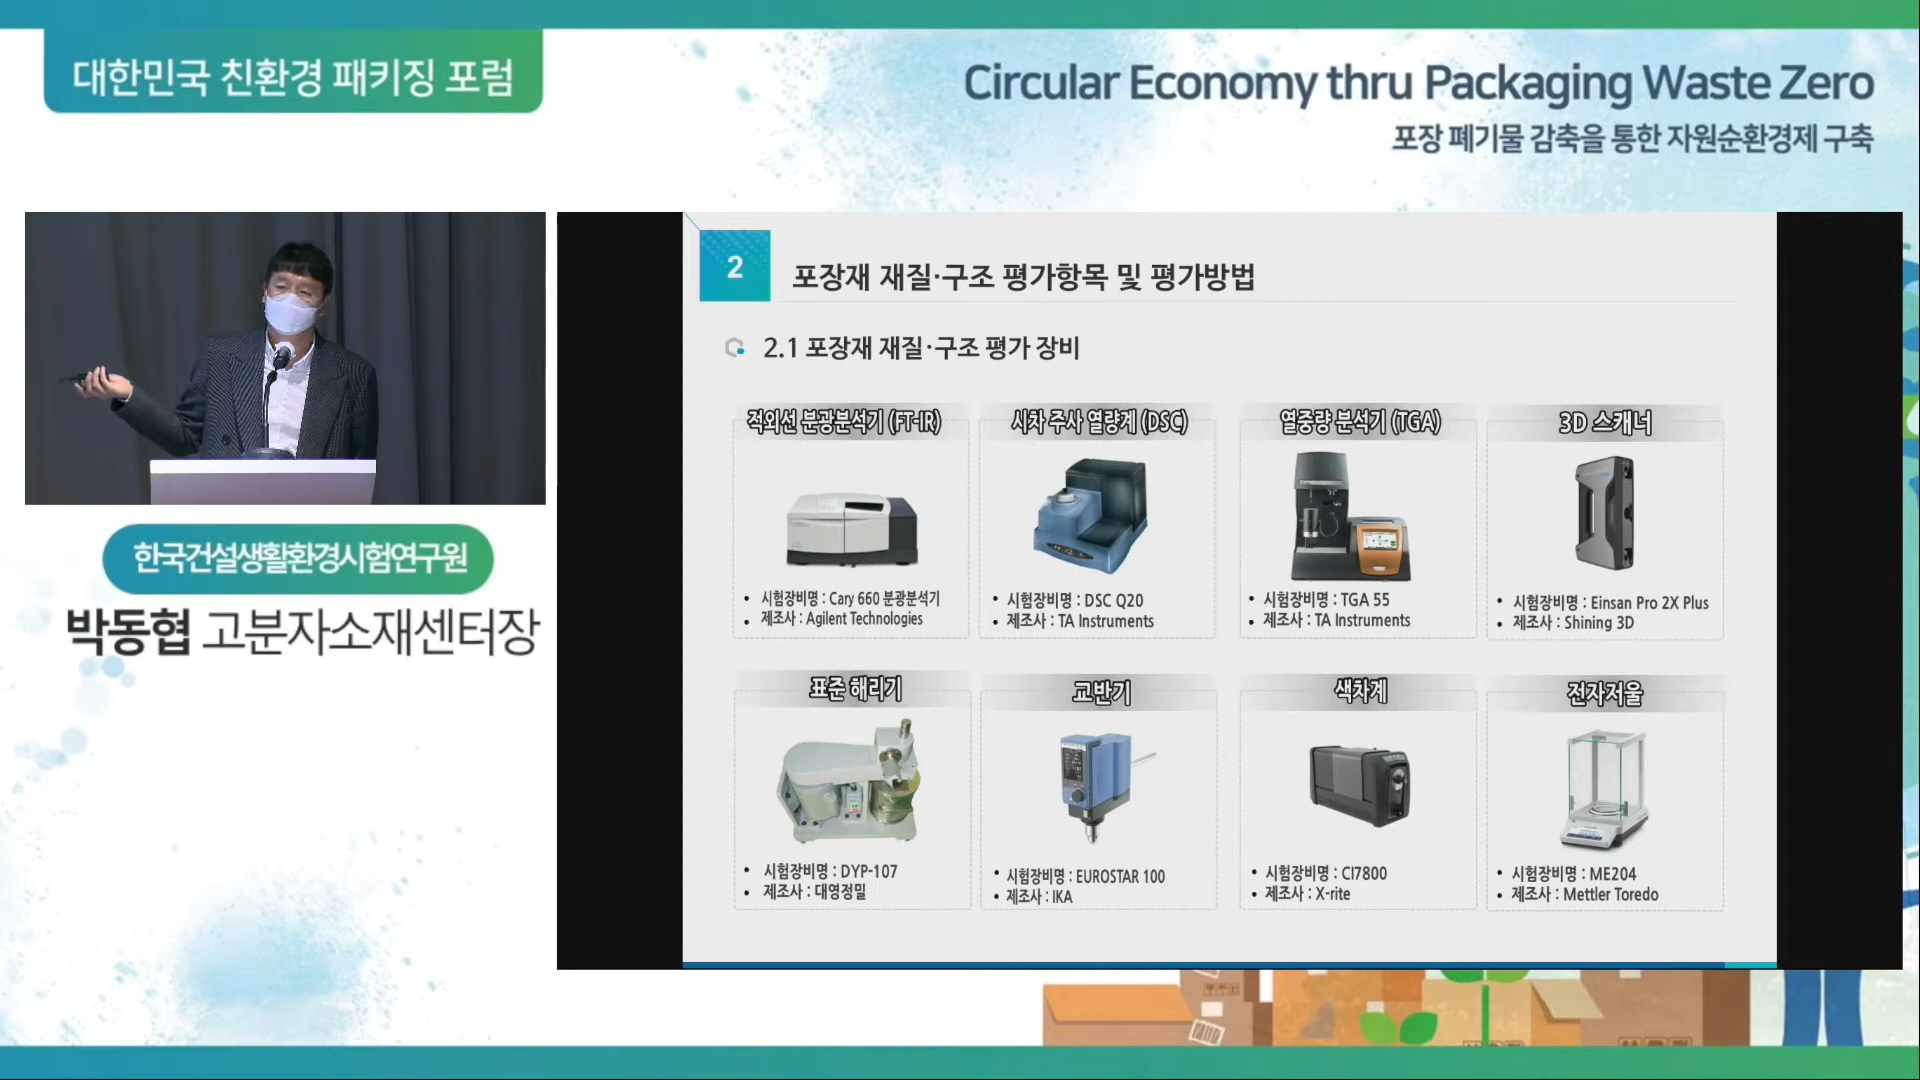 대한민국 친환경 패키징 포럼
Circular Economy thru Packaging Waste Zero
포장 폐기물 감축을 통한 자원순환경제 구축
한국건설생활환경시험연구원
박동협 고분자소재센터장
2
포장재 재질·구조 평가항목 및 평가방법
2.1 포장재 재질·구조 평가 장비
적외선 분광분석기 (FT-IR)
• 시험장비명 : Cary 660 분광분석기
• 제조사 : Agilent Technologies
시차 주사 열량계 (DSC)
• 시험장비명 : DSC Q20
• 제조사 : TA Instruments
열중량 분석기 (TGA)
• 시험장비명 : TGA 55
• 제조사 : TA Instruments
3D 스캐너
• 시험장비명 : Einsan Pro 2X Plus
• 제조사 : Shining 3D
표준 해리기
• 시험장비명 : DYP-107
• 제조사 : 대영정밀
교반기
• 시험장비명 : EUROSTAR 100
• 제조사 : IKA
색차계
• 시험장비명 : CI7800
• 제조사 : X-rite
전자저울
• 시험장비명 : ME204
• 제조사 : Mettler Toredo